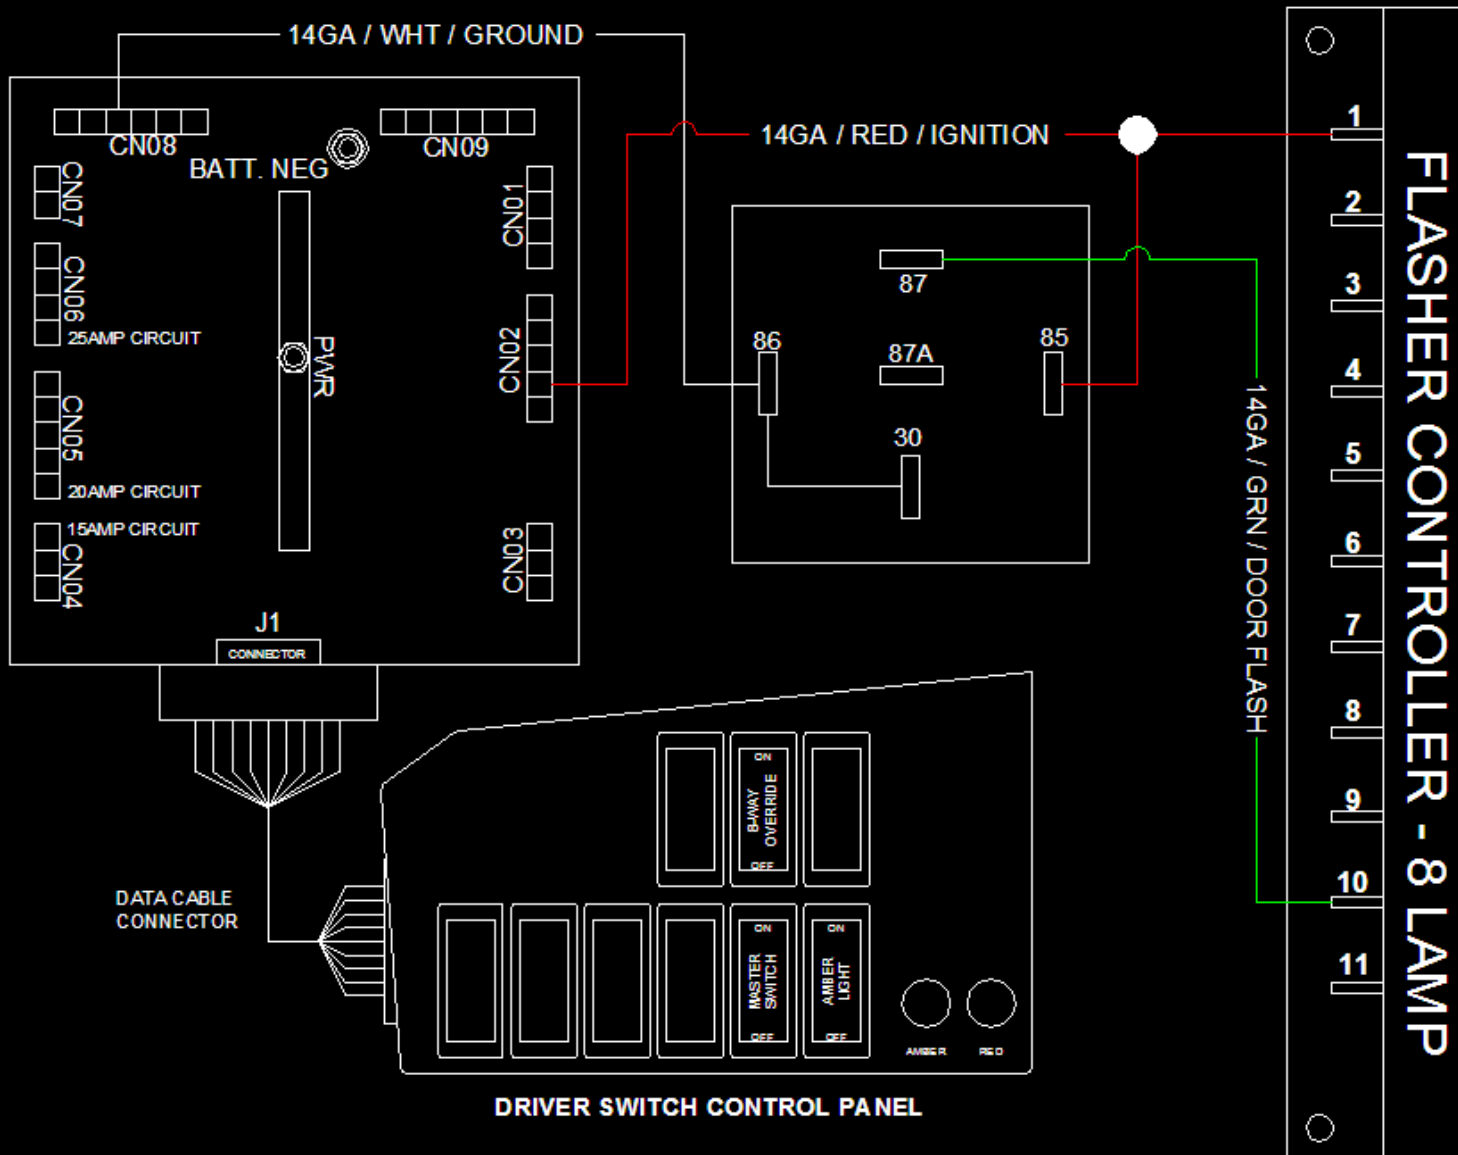 14GA / WHT / GROUND
CN08
CN09
BATT. NEG
14GA / RED / IGNITION
CN07
CN01
CN06
25AMP CIRCUIT
PWR
CN02
CN05
20AMP CIRCUIT
15AMP CIRCUIT
CN04
CN03
J1
CONNECTOR
87
86
87A
85
30
14GA / GRN / DOOR FLASH
1
2
3
4
5
6
7
8
9
10
11
FLASHER CONTROLLER - 8 LAMP
DATA CABLE
CONNECTOR
ON
8-WAY
OVERRIDE
OFF
ON
MASTER
SWITCH
OFF
ON
AMBER
LIGHT
OFF
AMBER
RED
DRIVER SWITCH CONTROL PANEL